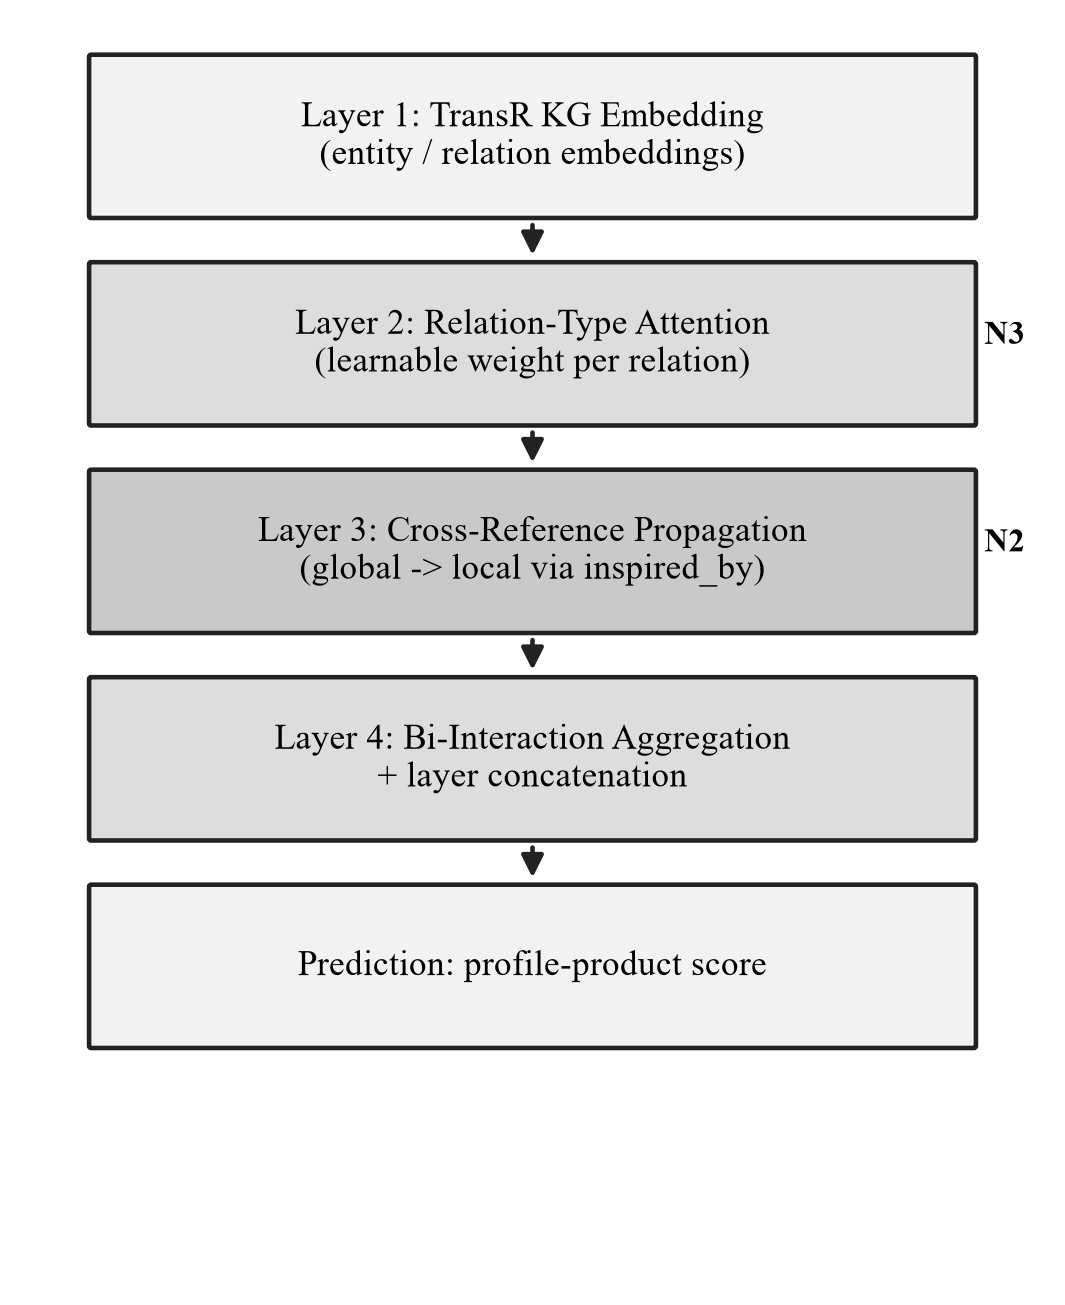 Layer 1: TransR KG Embedding
(entity / relation embeddings)
Layer 2: Relation-Type Attention
(learnable weight per relation)
N3
Layer 3: Cross-Reference Propagation
(global -> local via inspired_by)
N2
Layer 4: Bi-Interaction Aggregation
+ layer concatenation
Prediction: profile-product score